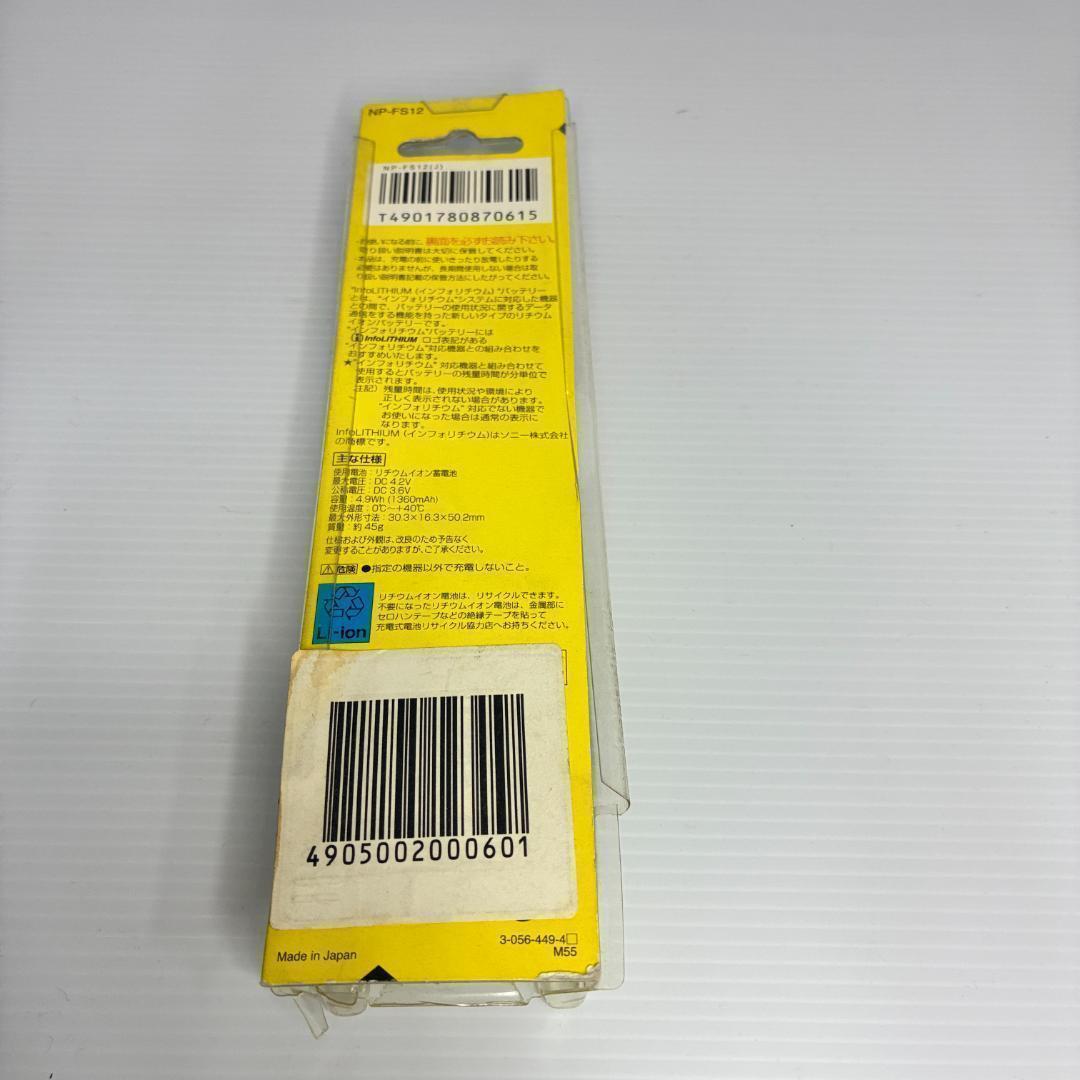 NP-FS12
NP-FS12(J)
T4901780870615
お使いになる前に、裏面を必ずお読み下さい。
取り扱い説明書は大切に保管してください。
本品は、充電の前に使いきったり放電したりする
必要はありませんが、長期間使用しない場合は取
り扱い説明書記載の保管方法にしたがってください。
"InfoLITHIUM (インフォリチウム) "バッテリー
とは、"インフォリチウム"システムに対応した機器
との間で、バッテリーの使用状況に関するデータ
通信をする機能を持った新しいタイプのリチウム
イオンバッテリーです。
"インフォリチウム"バッテリーには
InfoLITHIUM ロゴ表記がある
"インフォリチウム"対応機器との組み合わせを
おすすめいたします。
★"インフォリチウム" 対応機器と組み合わせて
使用するとバッテリーの残量時間が分単位で
表示されます。
注記) 残量時間は、使用状況や環境により
正しく表示されない場合があります。
"インフォリチウム" 対応でない機器で
お使いになった場合は通常の表示に
なります。
InfoLITHIUM (インフォリチウム)はソニー株式会社
の商標です。
主な仕様
使用電池：リチウムイオン蓄電池
最大電圧：DC 4.2V
公称電圧：DC 3.6V
容量：4.9Wh (1360mAh)
使用温度：0℃～+40℃
最大外形寸法：30.3×16.3×50.2mm
質量：約 45g
仕様および外観は、改良のため予告なく
変更することがありますが、ご了承ください。
⚠危険 ●指定の機器以外で充電しないこと。
リチウムイオン電池は、リサイクルできます。
不要になったリチウムイオン電池は、金属部に
セロハンテープなどの絶縁テープを貼って
充電式電池リサイクル協力店へお持ちください。
Li-ion
4905002000601
3-056-449-4□
M55
Made in Japan